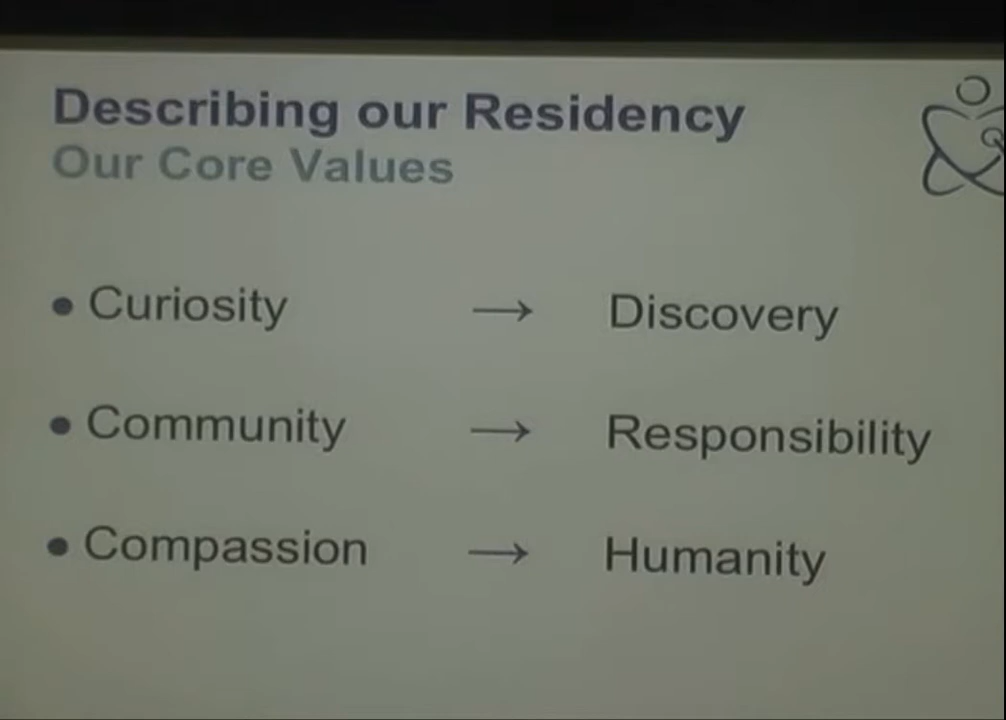 Describing our Residency
Our Core Values
• Curiosity → Discovery
• Community → Responsibility
• Compassion → Humanity